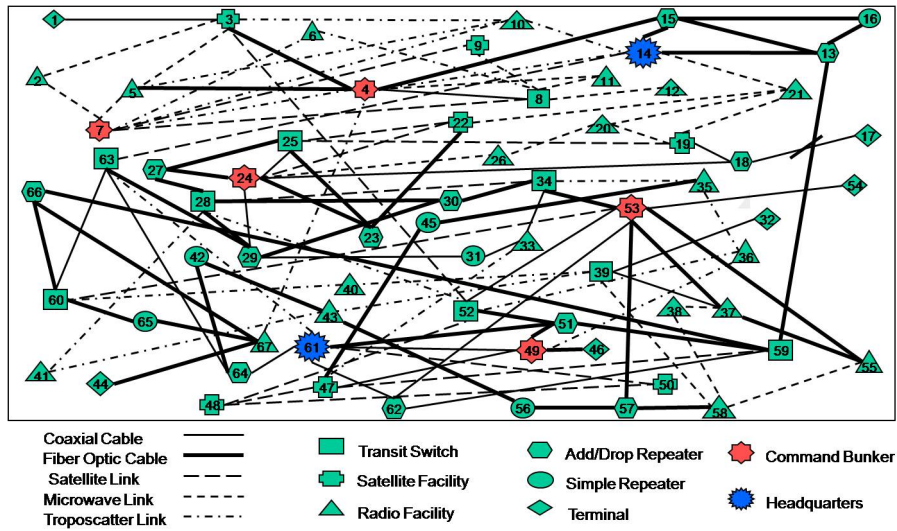 1 3 6 10 15 16
9 14 13
2 5 4 11 12 21
8
7 22 20 17
63 25 26 19 18
27 24 34 35 54
66 28 30 45 53 32
23 33
42 29 31 39 36
60 40
65 43 52 51 38 37
67 61 49 46 59
41 44 64 47 50 55
48 62 56 57 58
Coaxial Cable
Fiber Optic Cable
Satellite Link
Microwave Link
Troposcatter Link
Transit Switch
Satellite Facility
Radio Facility
Add/Drop Repeater
Simple Repeater
Terminal
Command Bunker
Headquarters